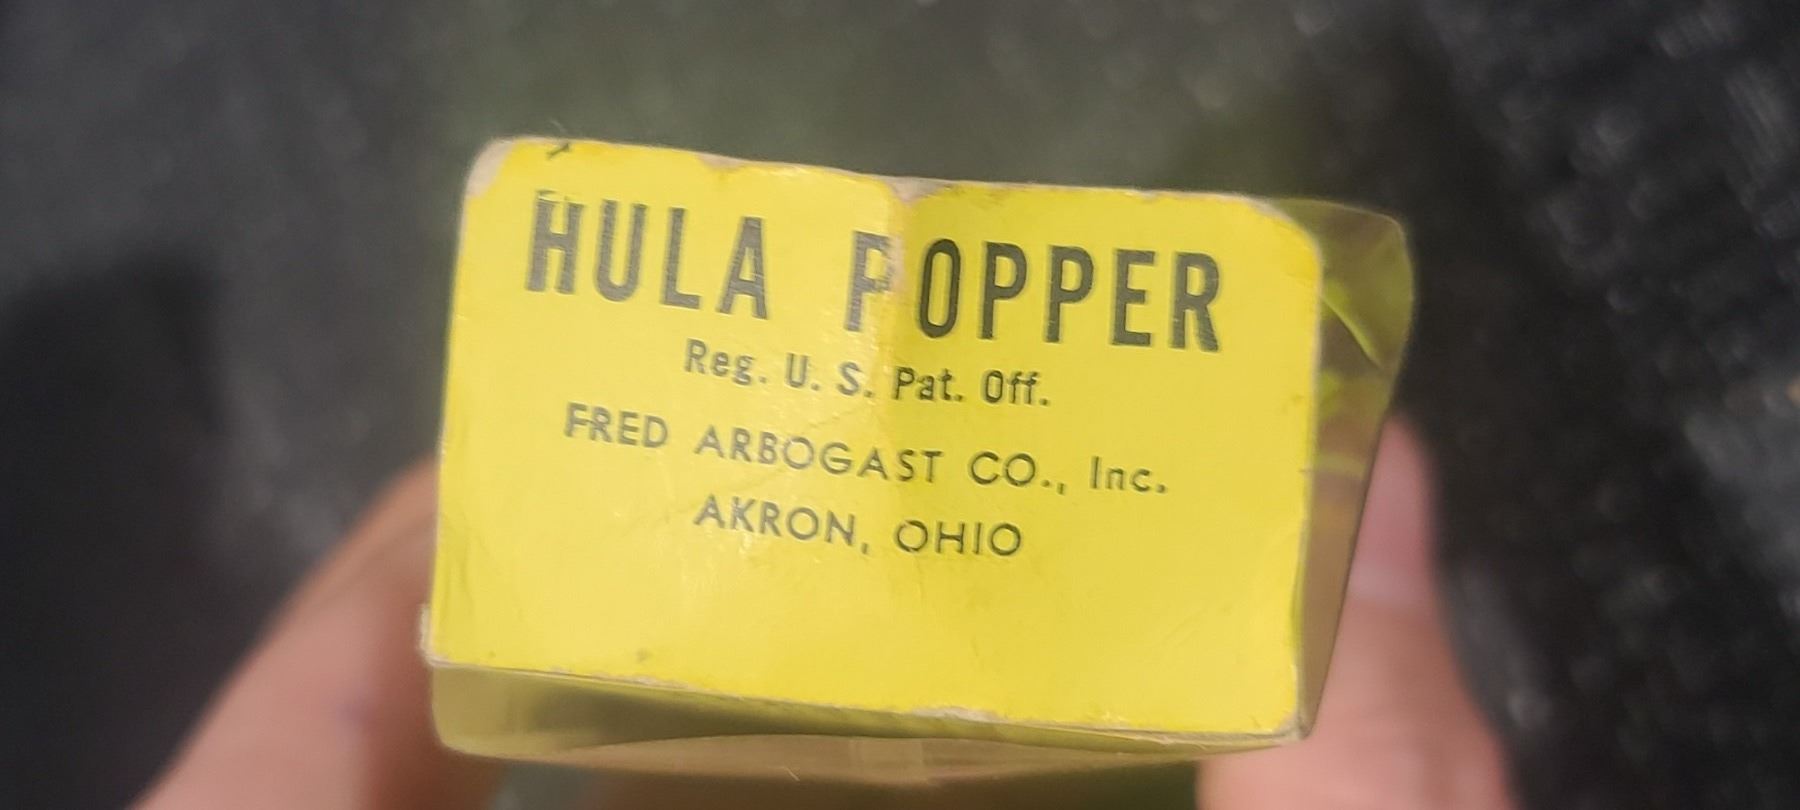 HULA POPPER
Reg. U. S. Pat. Off.
FRED ARBOGAST CO., Inc.
AKRON, OHIO